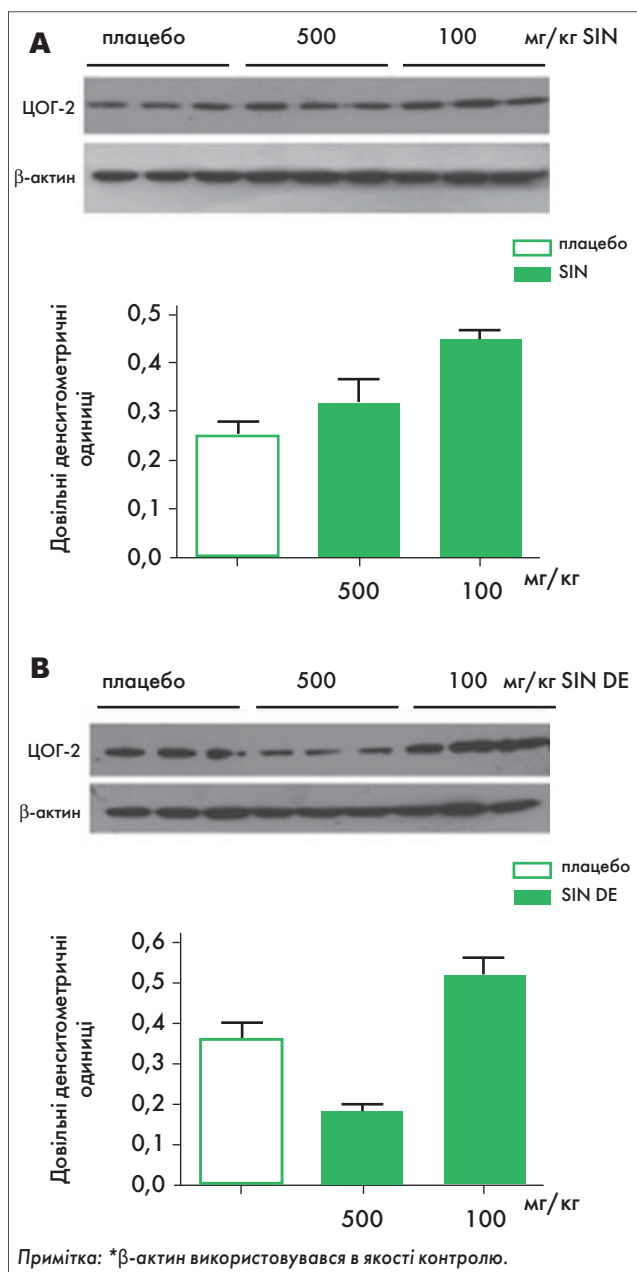 A
плацебо 500 100 мг/кг SIN
ЦОГ-2
β-актин
плацебо
SIN
Довільні денситометричні
одиниці
0,5
0,4
0,3
0,2
0,1
0,0
500 100 мг/кг
B
плацебо 500 100 мг/кг SIN DE
ЦОГ-2
β-актин
плацебо
SIN DE
Довільні денситометричні
одиниці
0,6
0,5
0,4
0,3
0,2
0,1
0,0
500 100 мг/кг
Примітка: *β-актин використовувався в якості контролю.